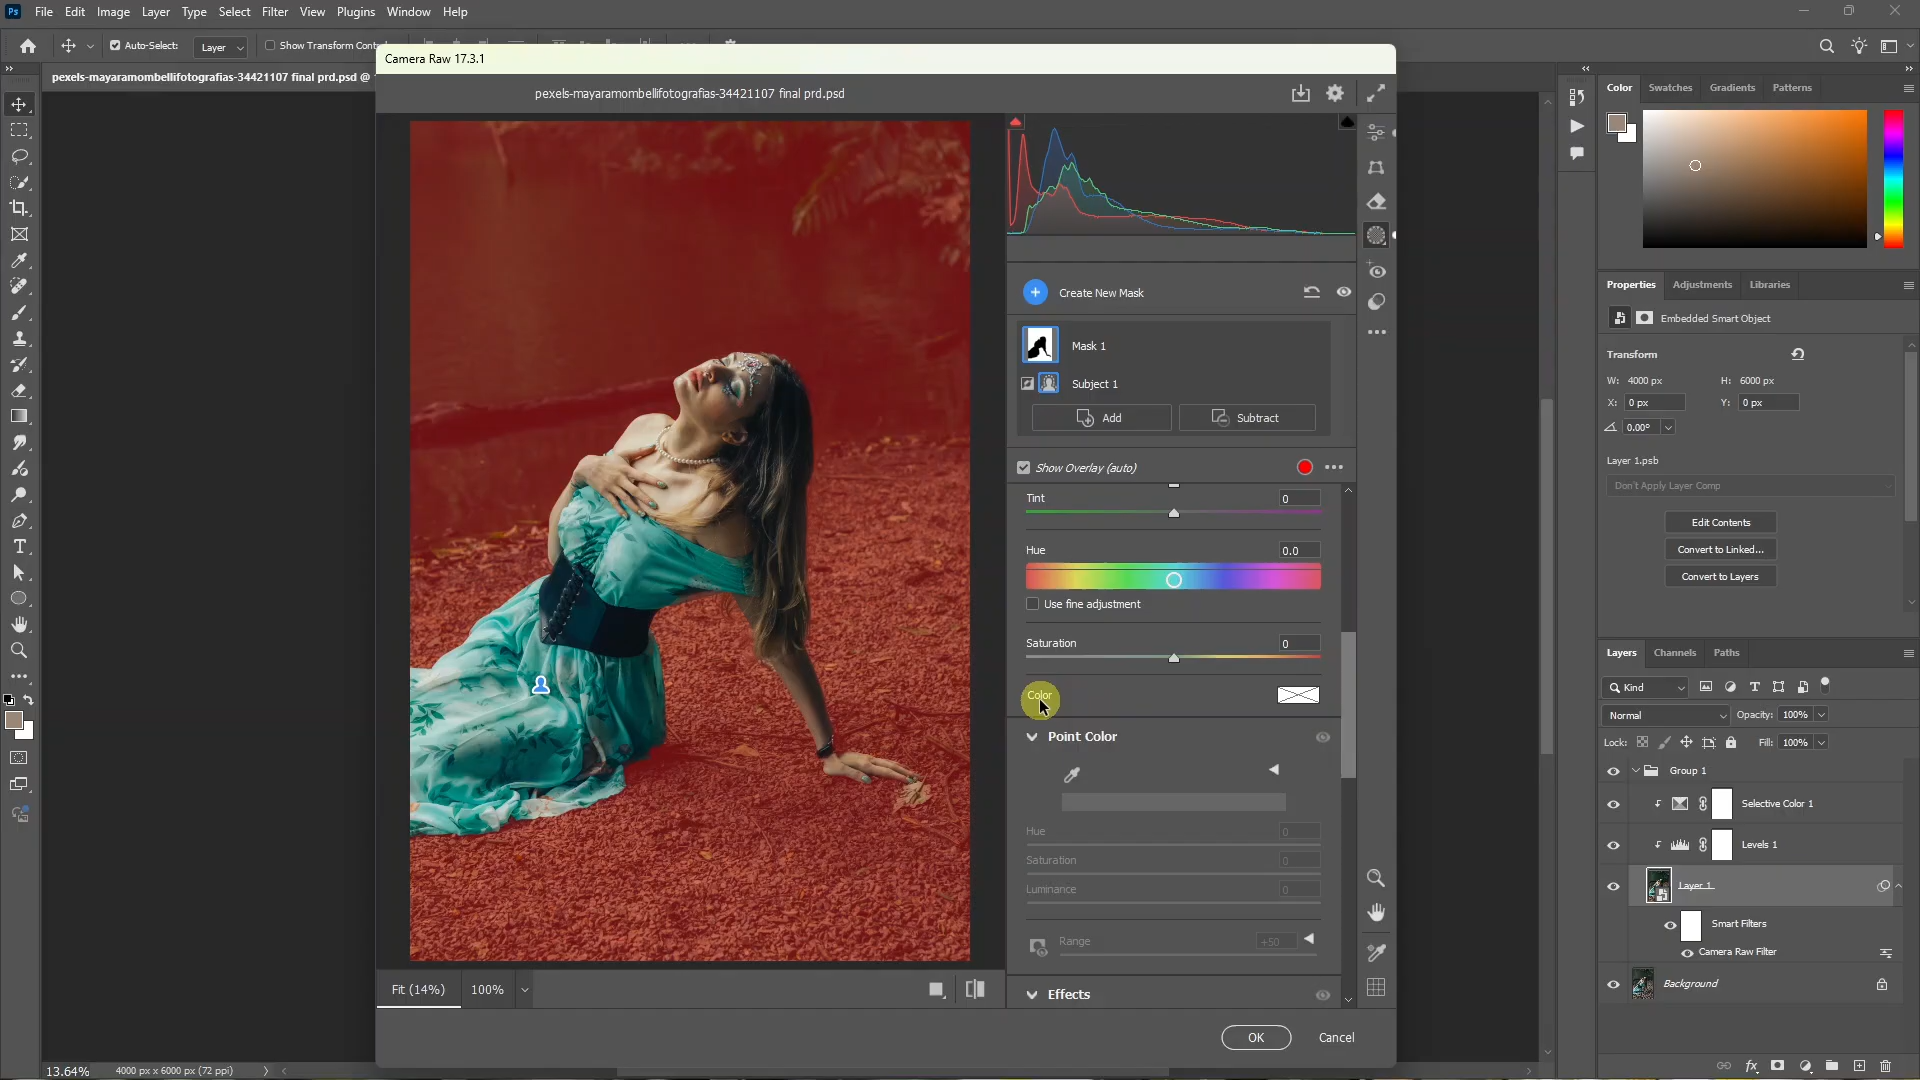 Ps File Edit Image Layer Type Select Filter View Plugins Window Help
Auto-Select: Layer Show Transform Cont
pexels-mayaramombellifotografias-34421107 final prd.psd @
Camera Raw 17.3.1
pexels-mayaramombellifotografias-34421107 final prd.psd
Create New Mask
Mask 1
Subject 1
Add Subtract
Show Overlay (auto)
Tint 0
Hue 0.0
Use fine adjustment
Saturation 0
Color
Point Color
Hue 0
Saturation 0
Luminance 0
Range +50
Effects
Fit (14%) 100%
OK Cancel
13.64% 4000 px x 6000 px (72 ppi)
Color Swatches Gradients Patterns
Properties Adjustments Libraries
Embedded Smart Object
Transform
W: 4000 px H: 6000 px
X: 0 px Y: 0 px
0.00°
Layer 1.psb
Don't Apply Layer Comp
Edit Contents
Convert to Linked...
Convert to Layers
Layers Channels Paths
Kind
Normal Opacity: 100%
Lock: Fill: 100%
Group 1
Selective Color 1
Levels 1
Layer 1
Smart Filters
Camera Raw Filter
Background